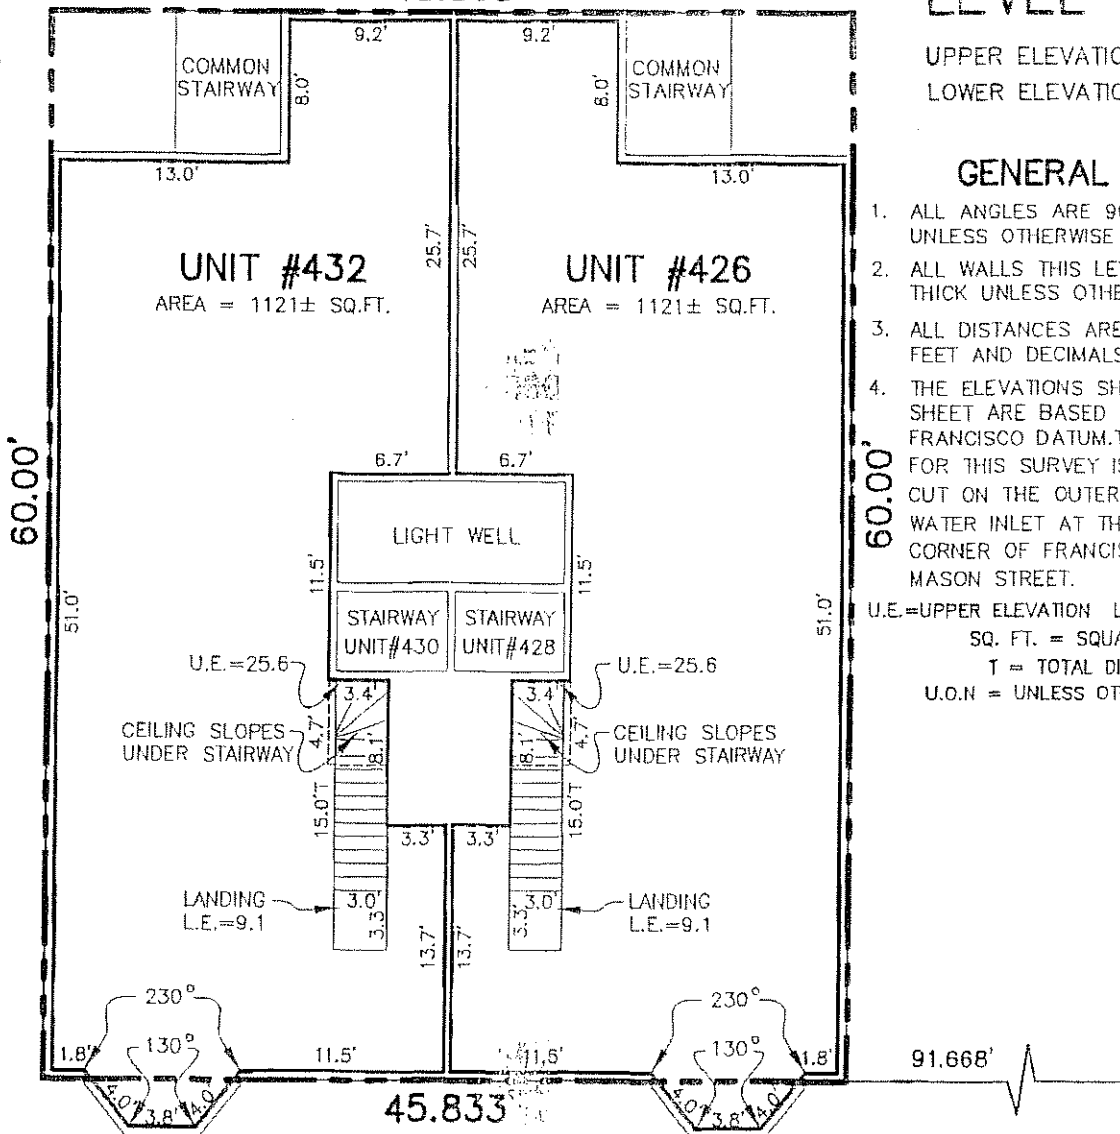 LEVEL
UPPER ELEVATIO
LOWER ELEVATIO
9.2' 9.2'
COMMON STAIRWAY
8.0'
8.0'
COMMON STAIRWAY
13.0' 13.0'
GENERAL
1. ALL ANGLES ARE 9
UNLESS OTHERWISE
2. ALL WALLS THIS LE
THICK UNLESS OTHE
3. ALL DISTANCES ARE
FEET AND DECIMALS
4. THE ELEVATIONS SH
SHEET ARE BASED
FRANCISCO DATUM.T
FOR THIS SURVEY IS
CUT ON THE OUTER
WATER INLET AT TH
CORNER OF FRANCIS
MASON STREET.
U.E.=UPPER ELEVATION L
SQ. FT. = SQUA
T = TOTAL DI
U.O.N = UNLESS OT
25.7' 25.7'
UNIT #432
AREA = 1121± SQ.FT.
UNIT #426
AREA = 1121± SQ.FT.
6.7' 6.7'
60.00'
60.00'
LIGHT WELL
11.5' 11.5'
51.0' 51.0'
STAIRWAY
UNIT#430
STAIRWAY
UNIT#428
U.E.=25.6
U.E.=25.6
3.4' 3.4'
4.7' 4.7'
8.1' 8.1'
CEILING SLOPES
UNDER STAIRWAY
CEILING SLOPES
UNDER STAIRWAY
15.0'T 15.0'T
3.3' 3.3'
LANDING
L.E.=9.1
LANDING
L.E.=9.1
3.0' 3.0'
3.3' 3.3'
13.7' 13.7'
230° 230°
130° 130°
1.8' 11.5' 11.5' 1.8'
4.0' 3.8' 4.0'
4.0' 3.8' 4.0'
45.833
91.668'